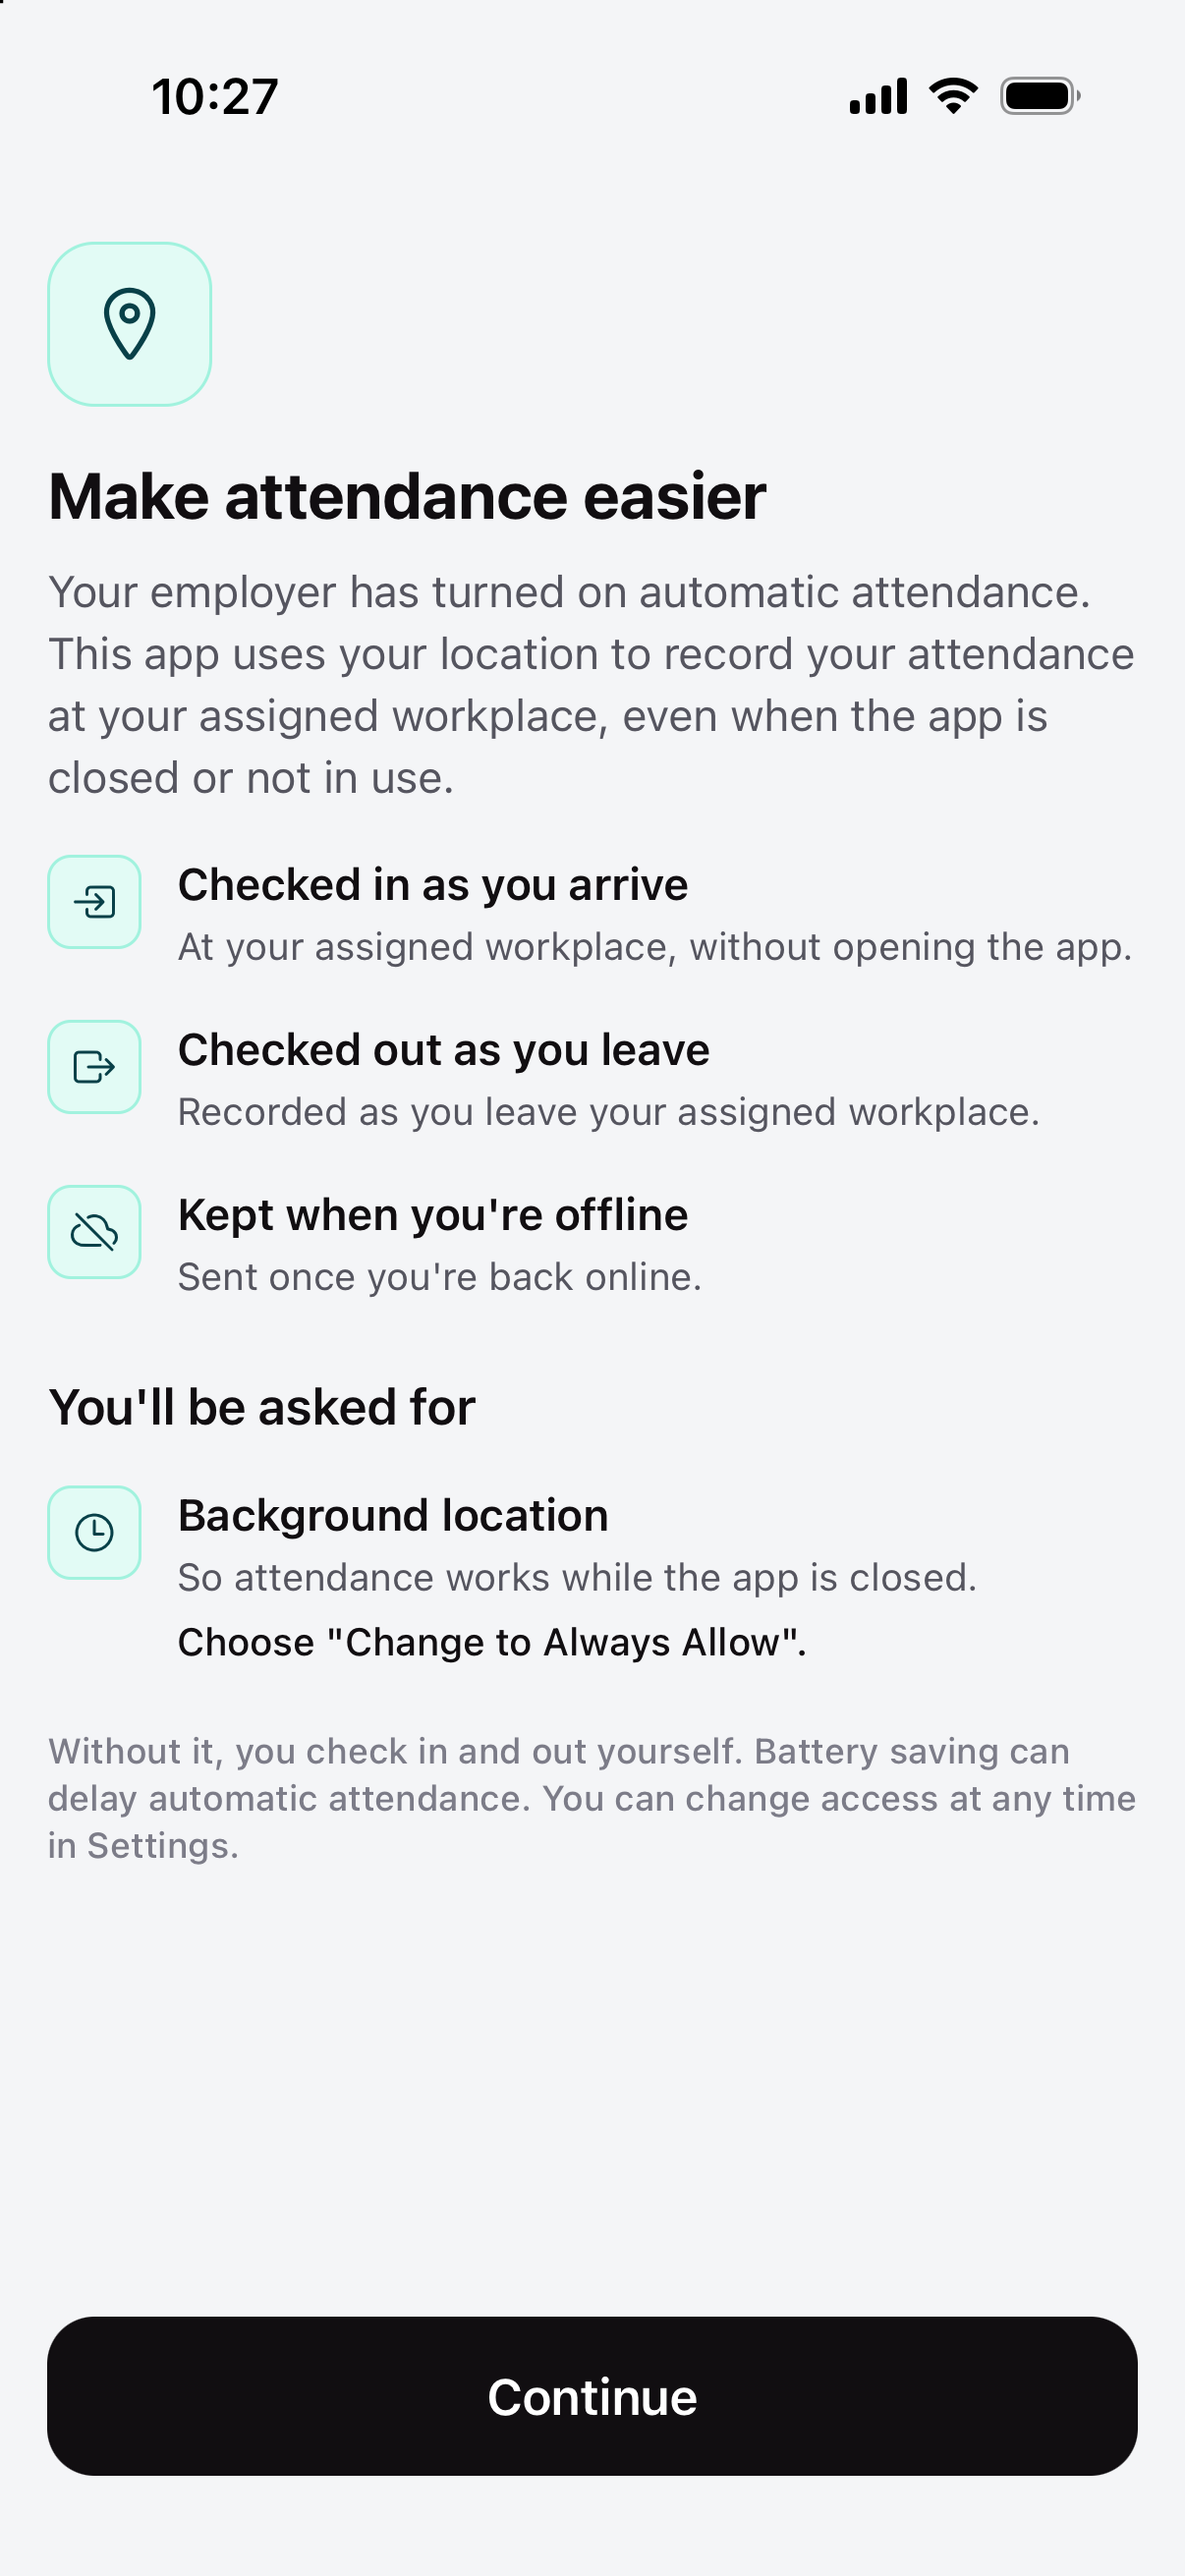 10:27
Make attendance easier
Your employer has turned on automatic attendance.
This app uses your location to record your attendance
at your assigned workplace, even when the app is
closed or not in use.
Checked in as you arrive
At your assigned workplace, without opening the app.
Checked out as you leave
Recorded as you leave your assigned workplace.
Kept when you're offline
Sent once you're back online.
You'll be asked for
Background location
So attendance works while the app is closed.
Choose "Change to Always Allow".
Without it, you check in and out yourself. Battery saving can
delay automatic attendance. You can change access at any time
in Settings.
Continue